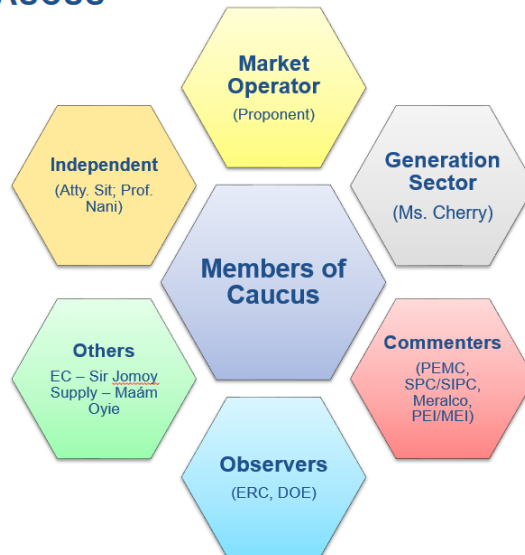 Market
Operator
(Proponent)
Independent
(Atty. Sit; Prof.
Nani)
Generation
Sector
(Ms. Cherry)
Members of
Caucus
Others
EC – Sir Jomoy
Supply – Maám
Oyie
Commenters
(PEMC,
SPC/SIPC,
Meralco,
PEI/MEI)
Observers
(ERC, DOE)